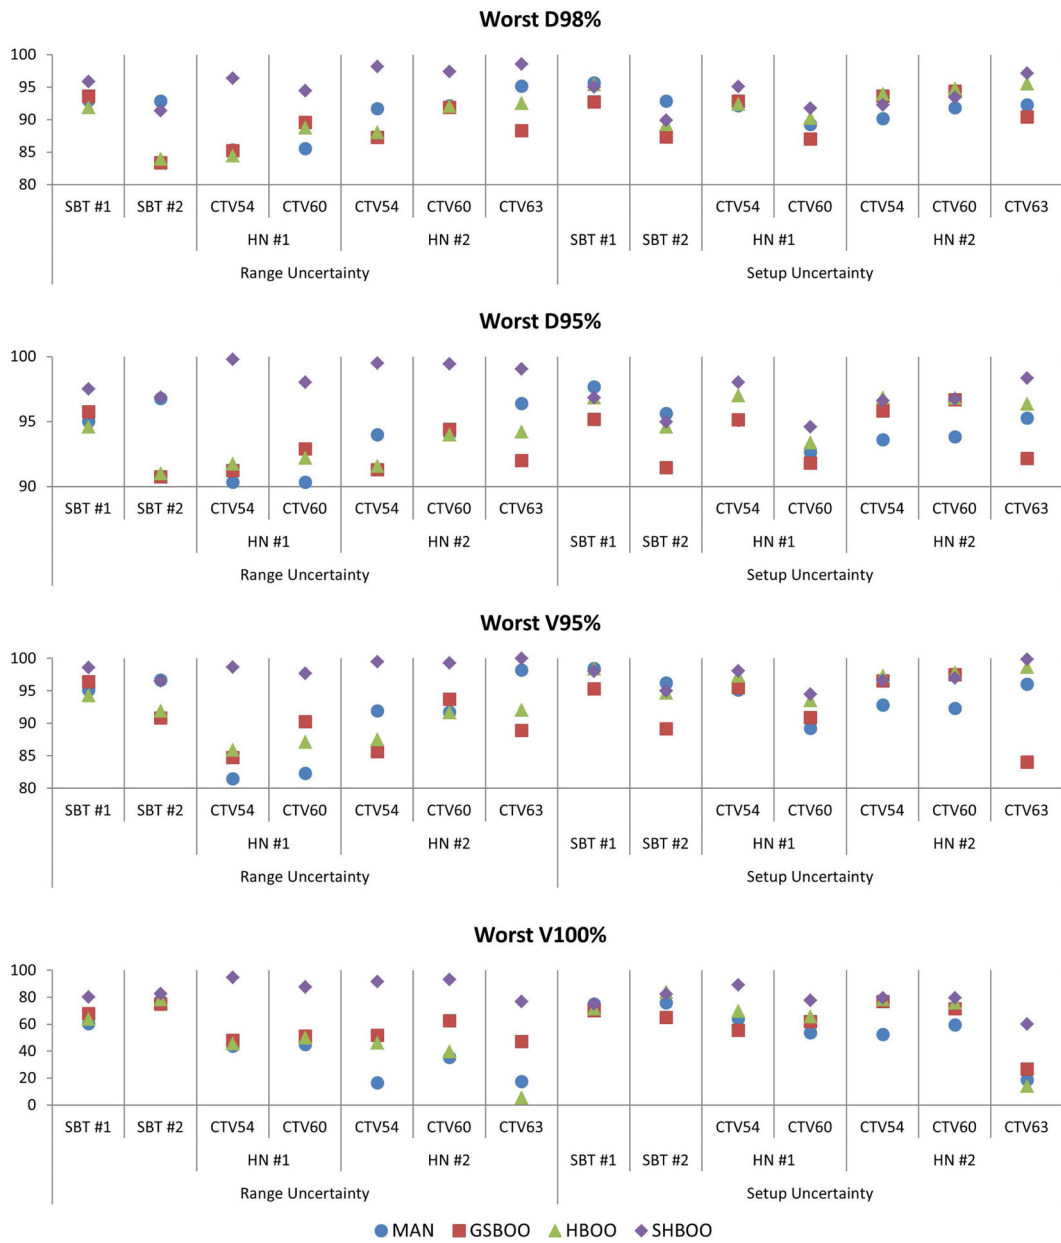 Worst D98%
100
95
90
85
80
SBT #1 SBT #2 CTV54 CTV60 CTV54 CTV60 CTV63 SBT #1 SBT #2 CTV54 CTV60 CTV54 CTV60 CTV63
HN #1 HN #2 HN #1 HN #2
Range Uncertainty Setup Uncertainty
Worst D95%
100
95
90
SBT #1 SBT #2 CTV54 CTV60 CTV54 CTV60 CTV63 SBT #1 SBT #2 CTV54 CTV60 CTV54 CTV60 CTV63
HN #1 HN #2 HN #1 HN #2
Range Uncertainty Setup Uncertainty
Worst V95%
100
95
90
85
80
SBT #1 SBT #2 CTV54 CTV60 CTV54 CTV60 CTV63 SBT #1 SBT #2 CTV54 CTV60 CTV54 CTV60 CTV63
HN #1 HN #2 HN #1 HN #2
Range Uncertainty Setup Uncertainty
Worst V100%
100
80
60
40
20
0
SBT #1 SBT #2 CTV54 CTV60 CTV54 CTV60 CTV63 SBT #1 SBT #2 CTV54 CTV60 CTV54 CTV60 CTV63
HN #1 HN #2 HN #1 HN #2
Range Uncertainty Setup Uncertainty
MAN GSBOO HBOO SHBOO